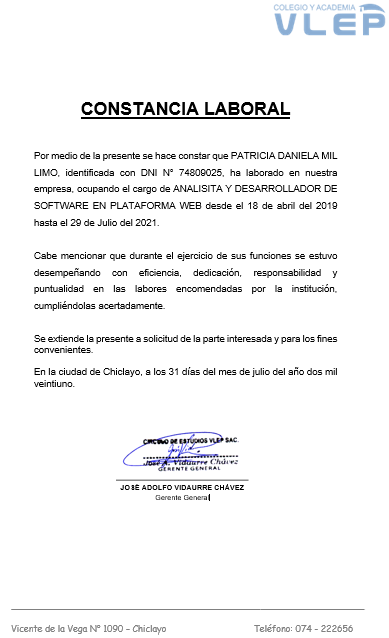 COLEGIO Y ACADEMIA
VLEP
CONSTANCIA LABORAL
Por medio de la presente se hace constar que PATRICIA DANIELA MIL
LIMO, identificada con DNI N° 74809025, ha laborado en nuestra
empresa, ocupando el cargo de ANALISITA Y DESARROLLADOR DE
SOFTWARE EN PLATAFORMA WEB desde el 18 de abril del 2019
hasta el 29 de Julio del 2021.
Cabe mencionar que durante el ejercicio de sus funciones se estuvo
desempeñando con eficiencia, dedicación, responsabilidad y
puntualidad en las labores encomendadas por la institución,
cumpliéndolas acertadamente.
Se extiende la presente a solicitud de la parte interesada y para los fines
convenientes.
En la ciudad de Chiclayo, a los 31 días del mes de julio del año dos mil
veintiuno.
CIRCULO DE ESTUDIOS VLEP SAC.
José A. Vidaurre Chávez
GERENTE GENERAL
JOSÉ ADOLFO VIDAURRE CHÁVEZ
Gerente General
Vicente de la Vega N° 1090 – Chiclayo
Teléfono: 074 - 222656